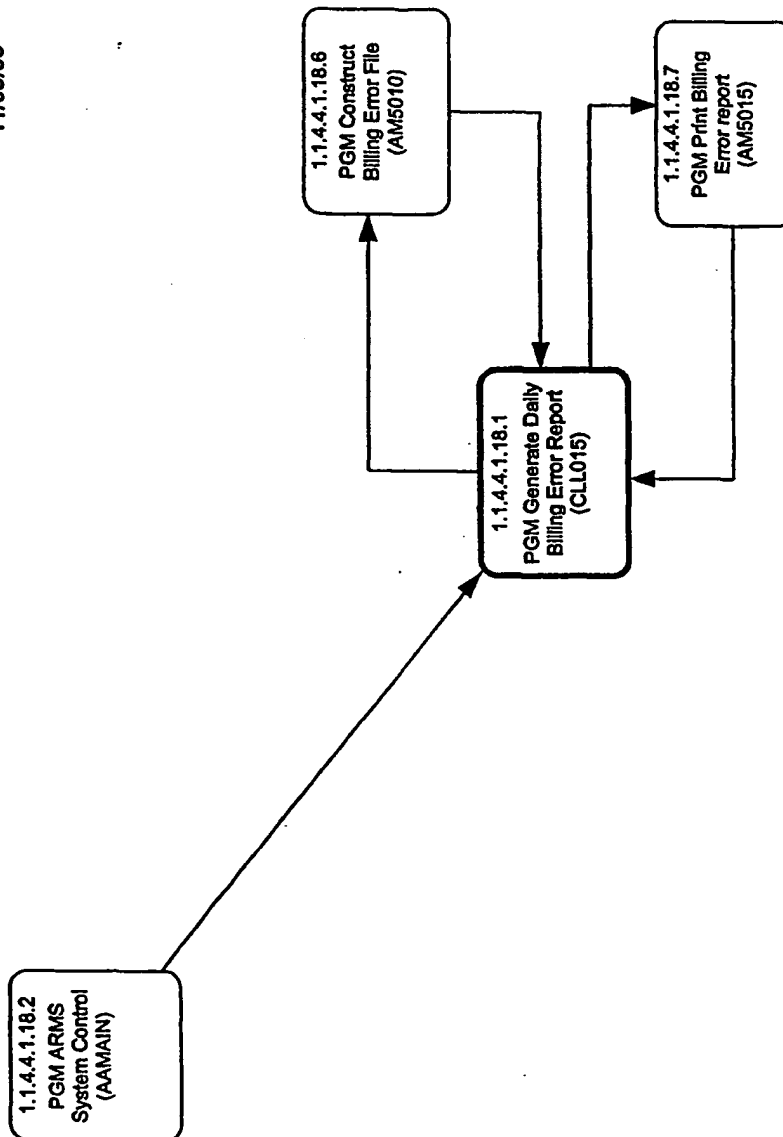 1.1.4.4.1.18.2
PGM ARMS
System Control
(AAMAIN)
1.1.4.4.1.18.1
PGM Generate Daily
Billing Error Report
(CLL015)
1.1.4.4.1.18.6
PGM Construct
Billing Error File
(AM5010)
1.1.4.4.1.18.7
PGM Print Billing
Error report
(AM5015)